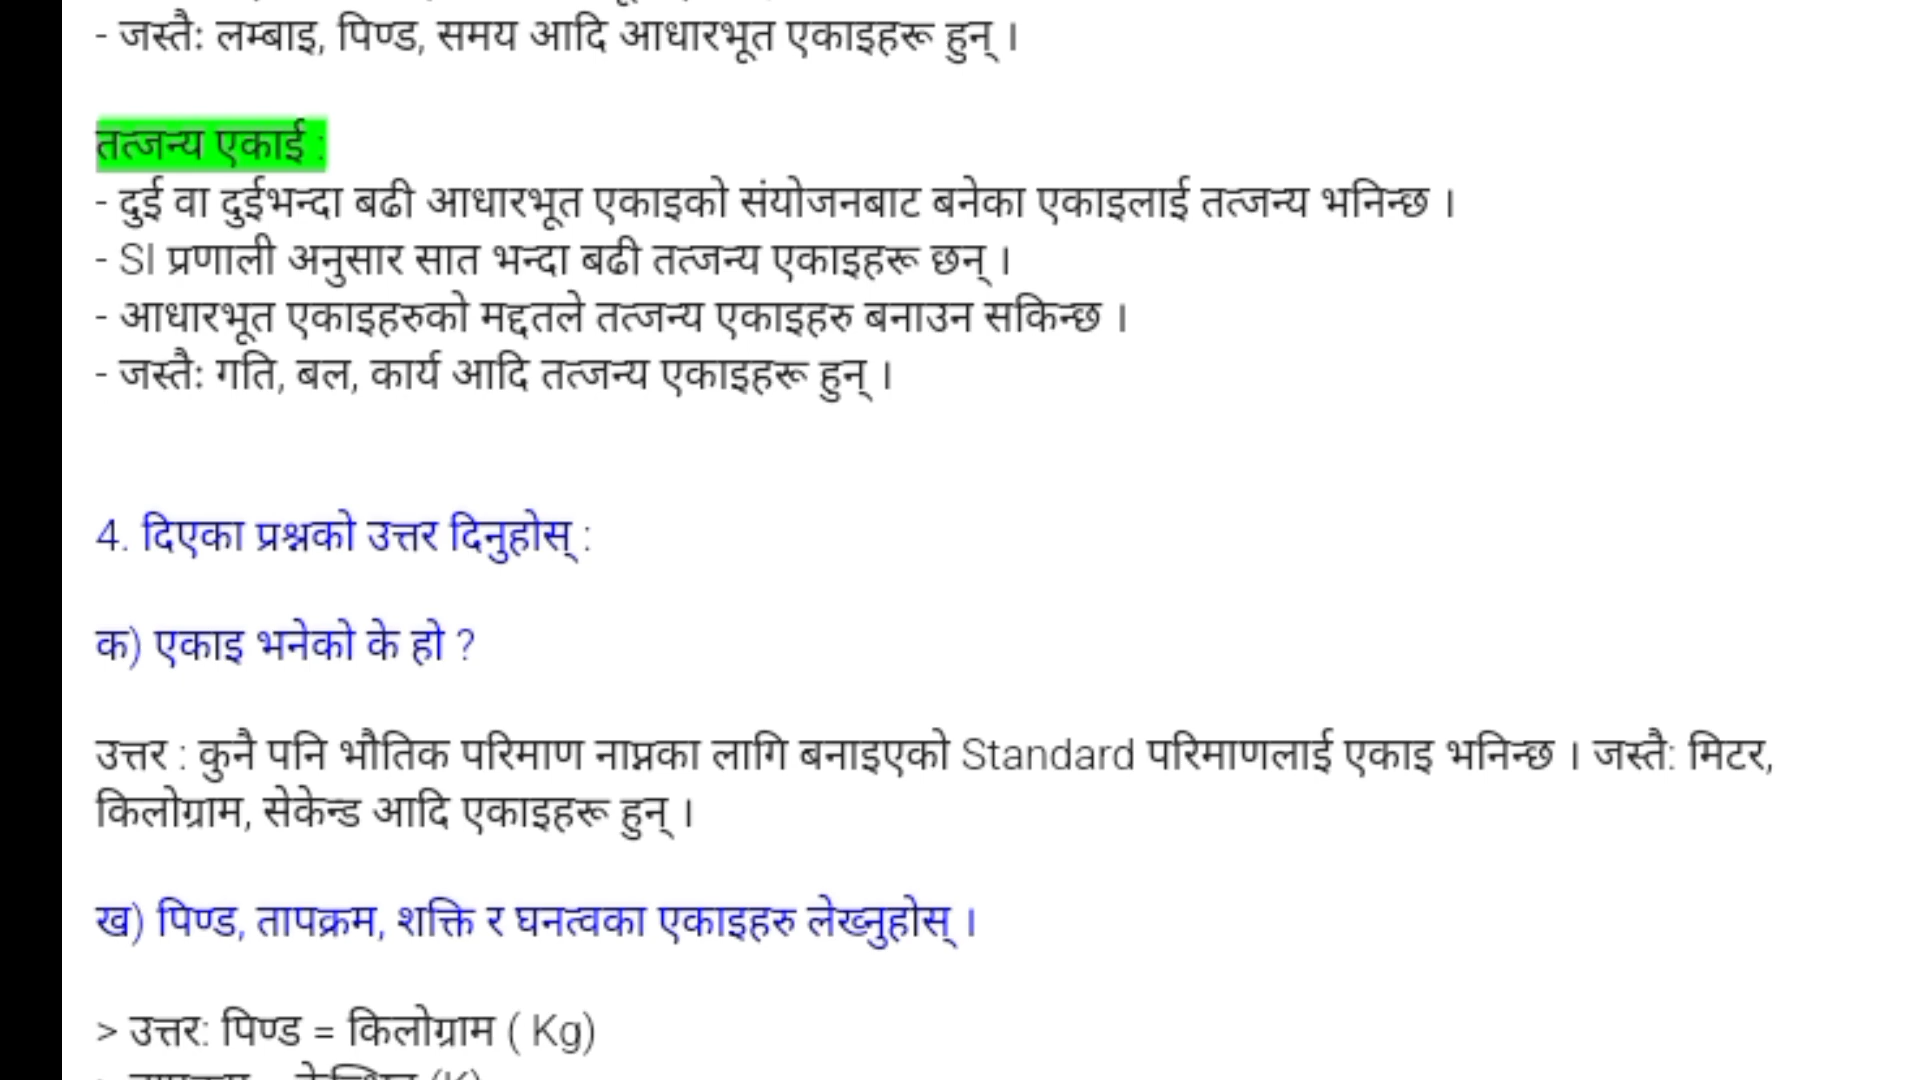 - जस्तैः लम्बाइ, पिण्ड, समय आदि आधारभूत एकाइहरू हुन् ।
तत्जन्य एकाई :
- दुई वा दुईभन्दा बढी आधारभूत एकाइको संयोजनबाट बनेका एकाइलाई तत्जन्य भनिन्छ ।
- SI प्रणाली अनुसार सात भन्दा बढी तत्जन्य एकाइहरू छन् ।
- आधारभूत एकाइहरुको मद्दतले तत्जन्य एकाइहरु बनाउन सकिन्छ ।
- जस्तैः गति, बल, कार्य आदि तत्जन्य एकाइहरू हुन् ।
4. दिएका प्रश्नको उत्तर दिनुहोस् :
क) एकाइ भनेको के हो ?
उत्तर : कुनै पनि भौतिक परिमाण नाप्नका लागि बनाइएको Standard परिमाणलाई एकाइ भनिन्छ । जस्तै: मिटर,
किलोग्राम, सेकेन्ड आदि एकाइहरू हुन् ।
ख) पिण्ड, तापक्रम, शक्ति र घनत्वका एकाइहरु लेख्नुहोस् ।
> उत्तर: पिण्ड = किलोग्राम ( Kg)